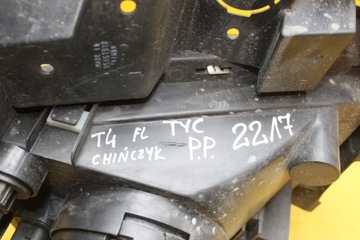 T4 FL TYC 2217
CHIŃCZYK P.P.